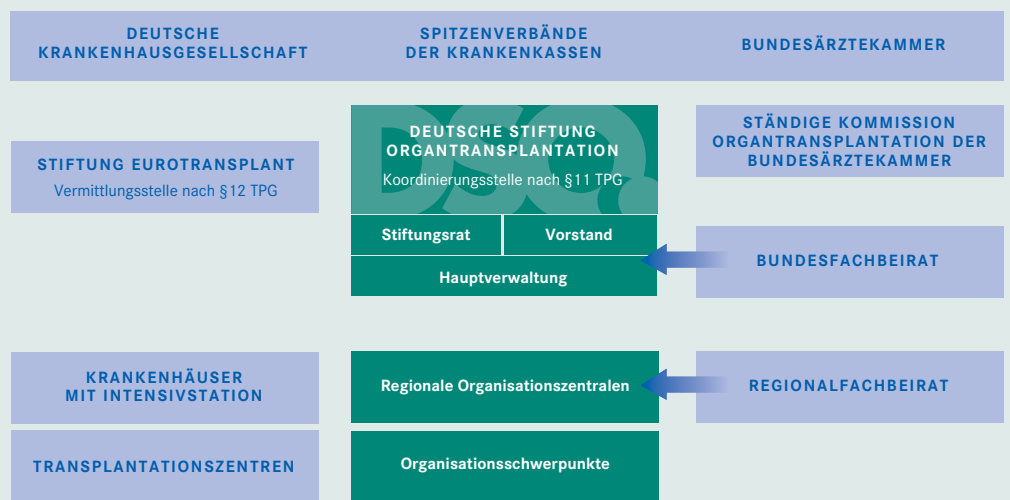 DEUTSCHE
KRANKENHAUSGESELLSCHAFT
SPITZENVERBÄNDE
DER KRANKENKASSEN
BUNDESÄRZTEKAMMER
STIFTUNG EUROTRANSPLANT
Vermittlungsstelle nach §12 TPG
DSO
DEUTSCHE STIFTUNG
ORGANTRANSPLANTATION
Koordinierungsstelle nach §11 TPG
Stiftungsrat
Vorstand
Hauptverwaltung
STÄNDIGE KOMMISSION
ORGANTRANSPLANTATION DER
BUNDESÄRZTEKAMMER
BUNDESFACHBEIRAT
KRANKENHÄUSER
MIT INTENSIVSTATION
Regionale Organisationszentralen
REGIONALFACHBEIRAT
TRANSPLANTATIONSZENTREN
Organisationsschwerpunkte